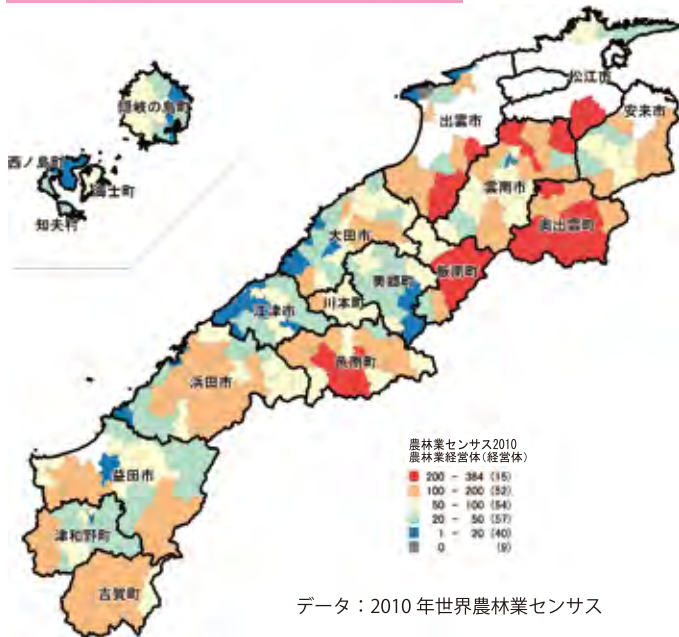 松江市
安来市
出雲市
隠岐の島町
西ノ島町
海士町
知夫村
雲南市
奥出雲町
大田市
飯南町
美郷町
川本町
江津市
邑南町
浜田市
益田市
津和野町
吉賀町
農林業センサス2010
農林業経営体(経営体)
200 - 384 (15)
100 - 200 (52)
50 - 100 (54)
20 - 50 (57)
1 - 20 (40)
0 (9)
データ：2010 年世界農林業センサス